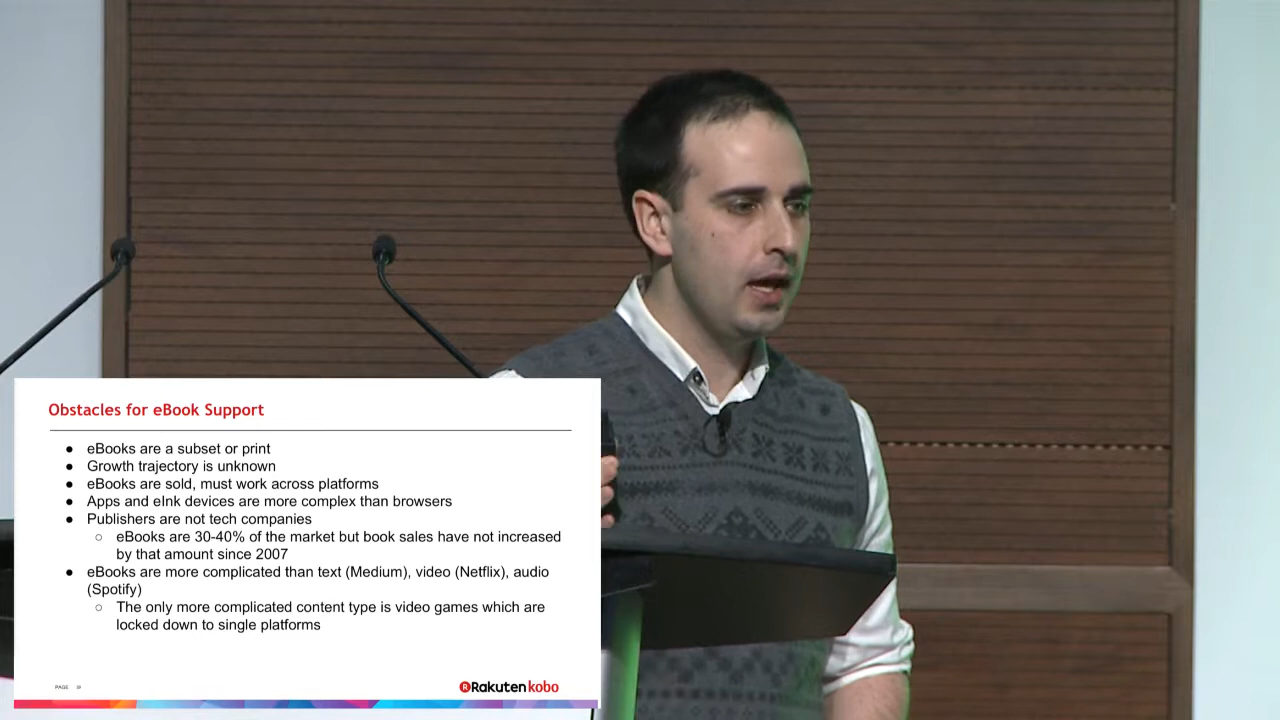 Obstacles for eBook Support
● eBooks are a subset or print
● Growth trajectory is unknown
● eBooks are sold, must work across platforms
● Apps and eInk devices are more complex than browsers
● Publishers are not tech companies
○ eBooks are 30-40% of the market but book sales have not increased
by that amount since 2007
● eBooks are more complicated than text (Medium), video (Netflix), audio
(Spotify)
○ The only more complicated content type is video games which are
locked down to single platforms
PAGE 39
Rakuten kobo